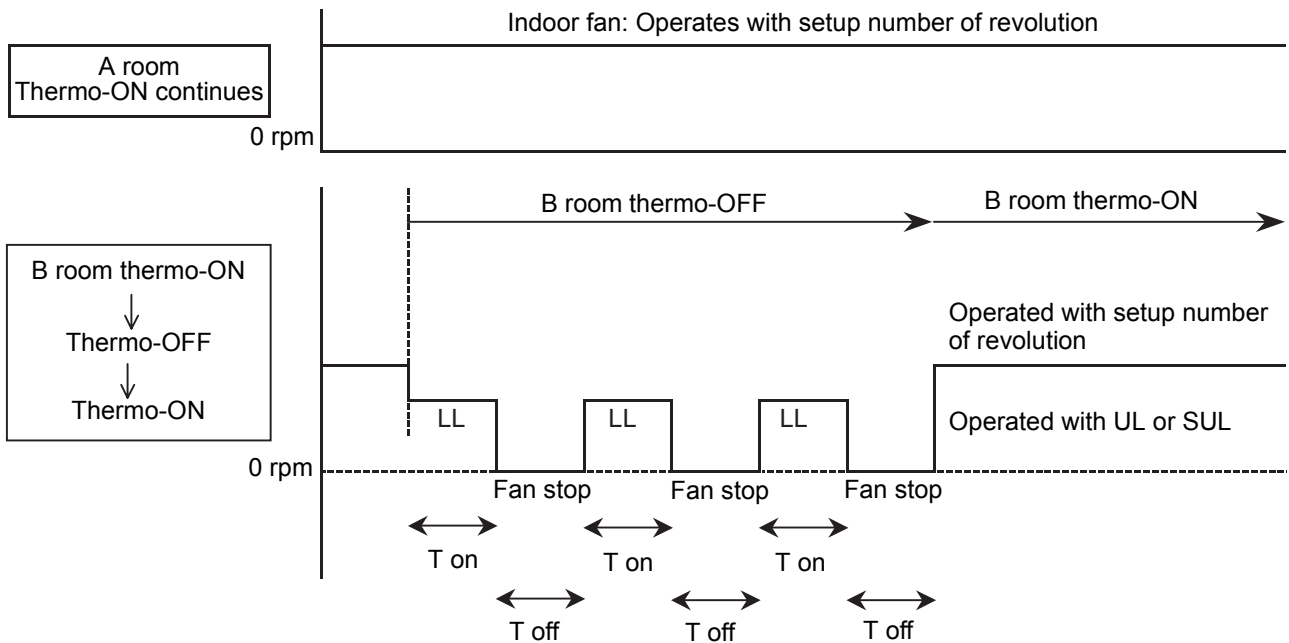 Indoor fan: Operates with setup number of revolution
A room
Thermo-ON continues
0 rpm
B room thermo-OFF
B room thermo-ON
B room thermo-ON
Thermo-OFF
Thermo-ON
Operated with setup number
of revolution
LL
LL
LL
Operated with UL or SUL
0 rpm
Fan stop
Fan stop
Fan stop
T on
T on
T on
T off
T off
T off